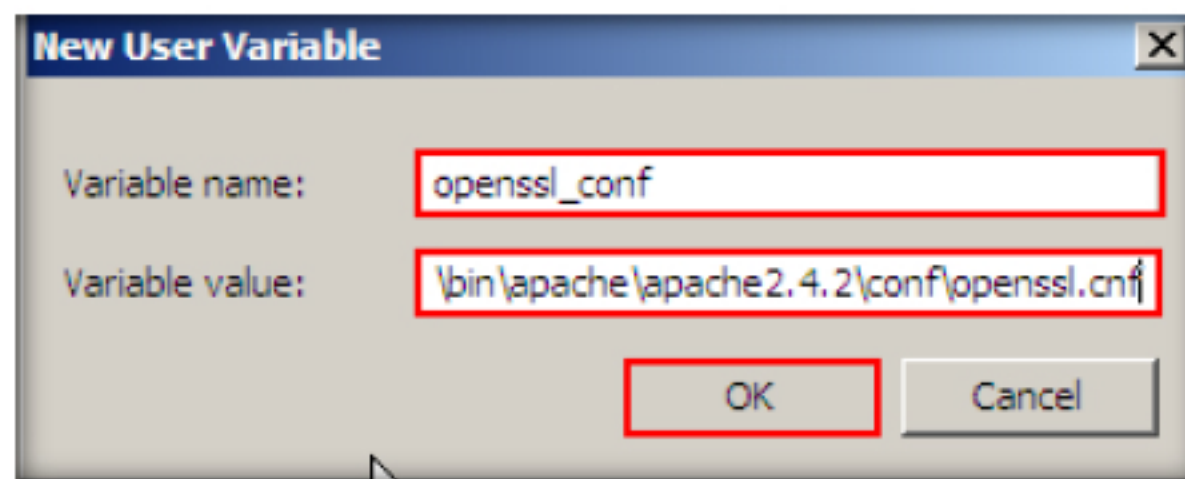 New User Variable
Variable name:
openssl_conf
Variable value:
\bin\apache\apache2.4.2\conf\openssl.cnf
OK
Cancel